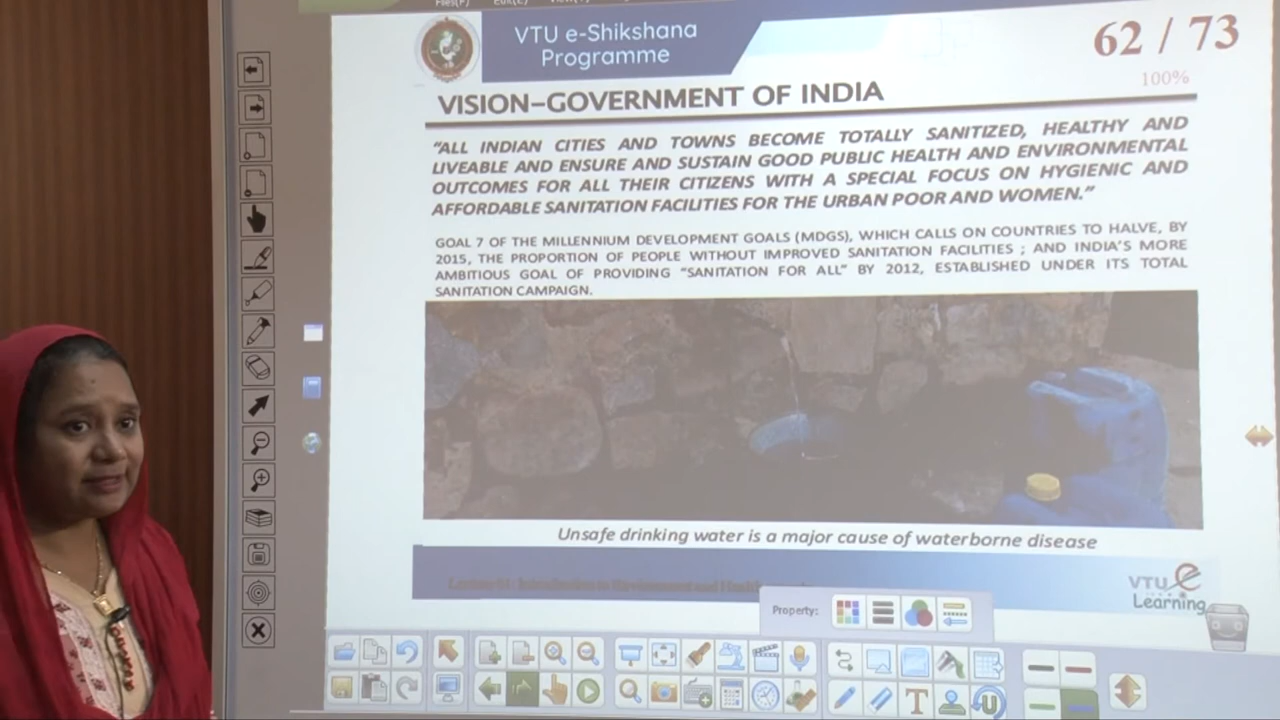 Files(F) Edit(E) View(V)
VTU e-Shikshana
Programme
62 / 73
100%
VISION–GOVERNMENT OF INDIA
“ALL INDIAN CITIES AND TOWNS BECOME TOTALLY SANITIZED, HEALTHY AND
LIVEABLE AND ENSURE AND SUSTAIN GOOD PUBLIC HEALTH AND ENVIRONMENTAL
OUTCOMES FOR ALL THEIR CITIZENS WITH A SPECIAL FOCUS ON HYGIENIC AND
AFFORDABLE SANITATION FACILITIES FOR THE URBAN POOR AND WOMEN.”
GOAL 7 OF THE MILLENNIUM DEVELOPMENT GOALS (MDGS), WHICH CALLS ON COUNTRIES TO HALVE, BY
2015, THE PROPORTION OF PEOPLE WITHOUT IMPROVED SANITATION FACILITIES ; AND INDIA’S MORE
AMBITIOUS GOAL OF PROVIDING “SANITATION FOR ALL” BY 2012, ESTABLISHED UNDER ITS TOTAL
SANITATION CAMPAIGN.
Unsafe drinking water is a major cause of waterborne disease
VTU e
Learning
Property: